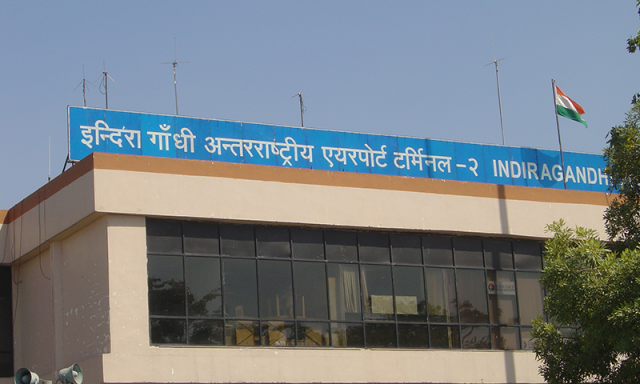 इन्दिरा गाँधी अन्तरराष्ट्रीय एयरपोर्ट टर्मिनल - २ INDIRAGANDH